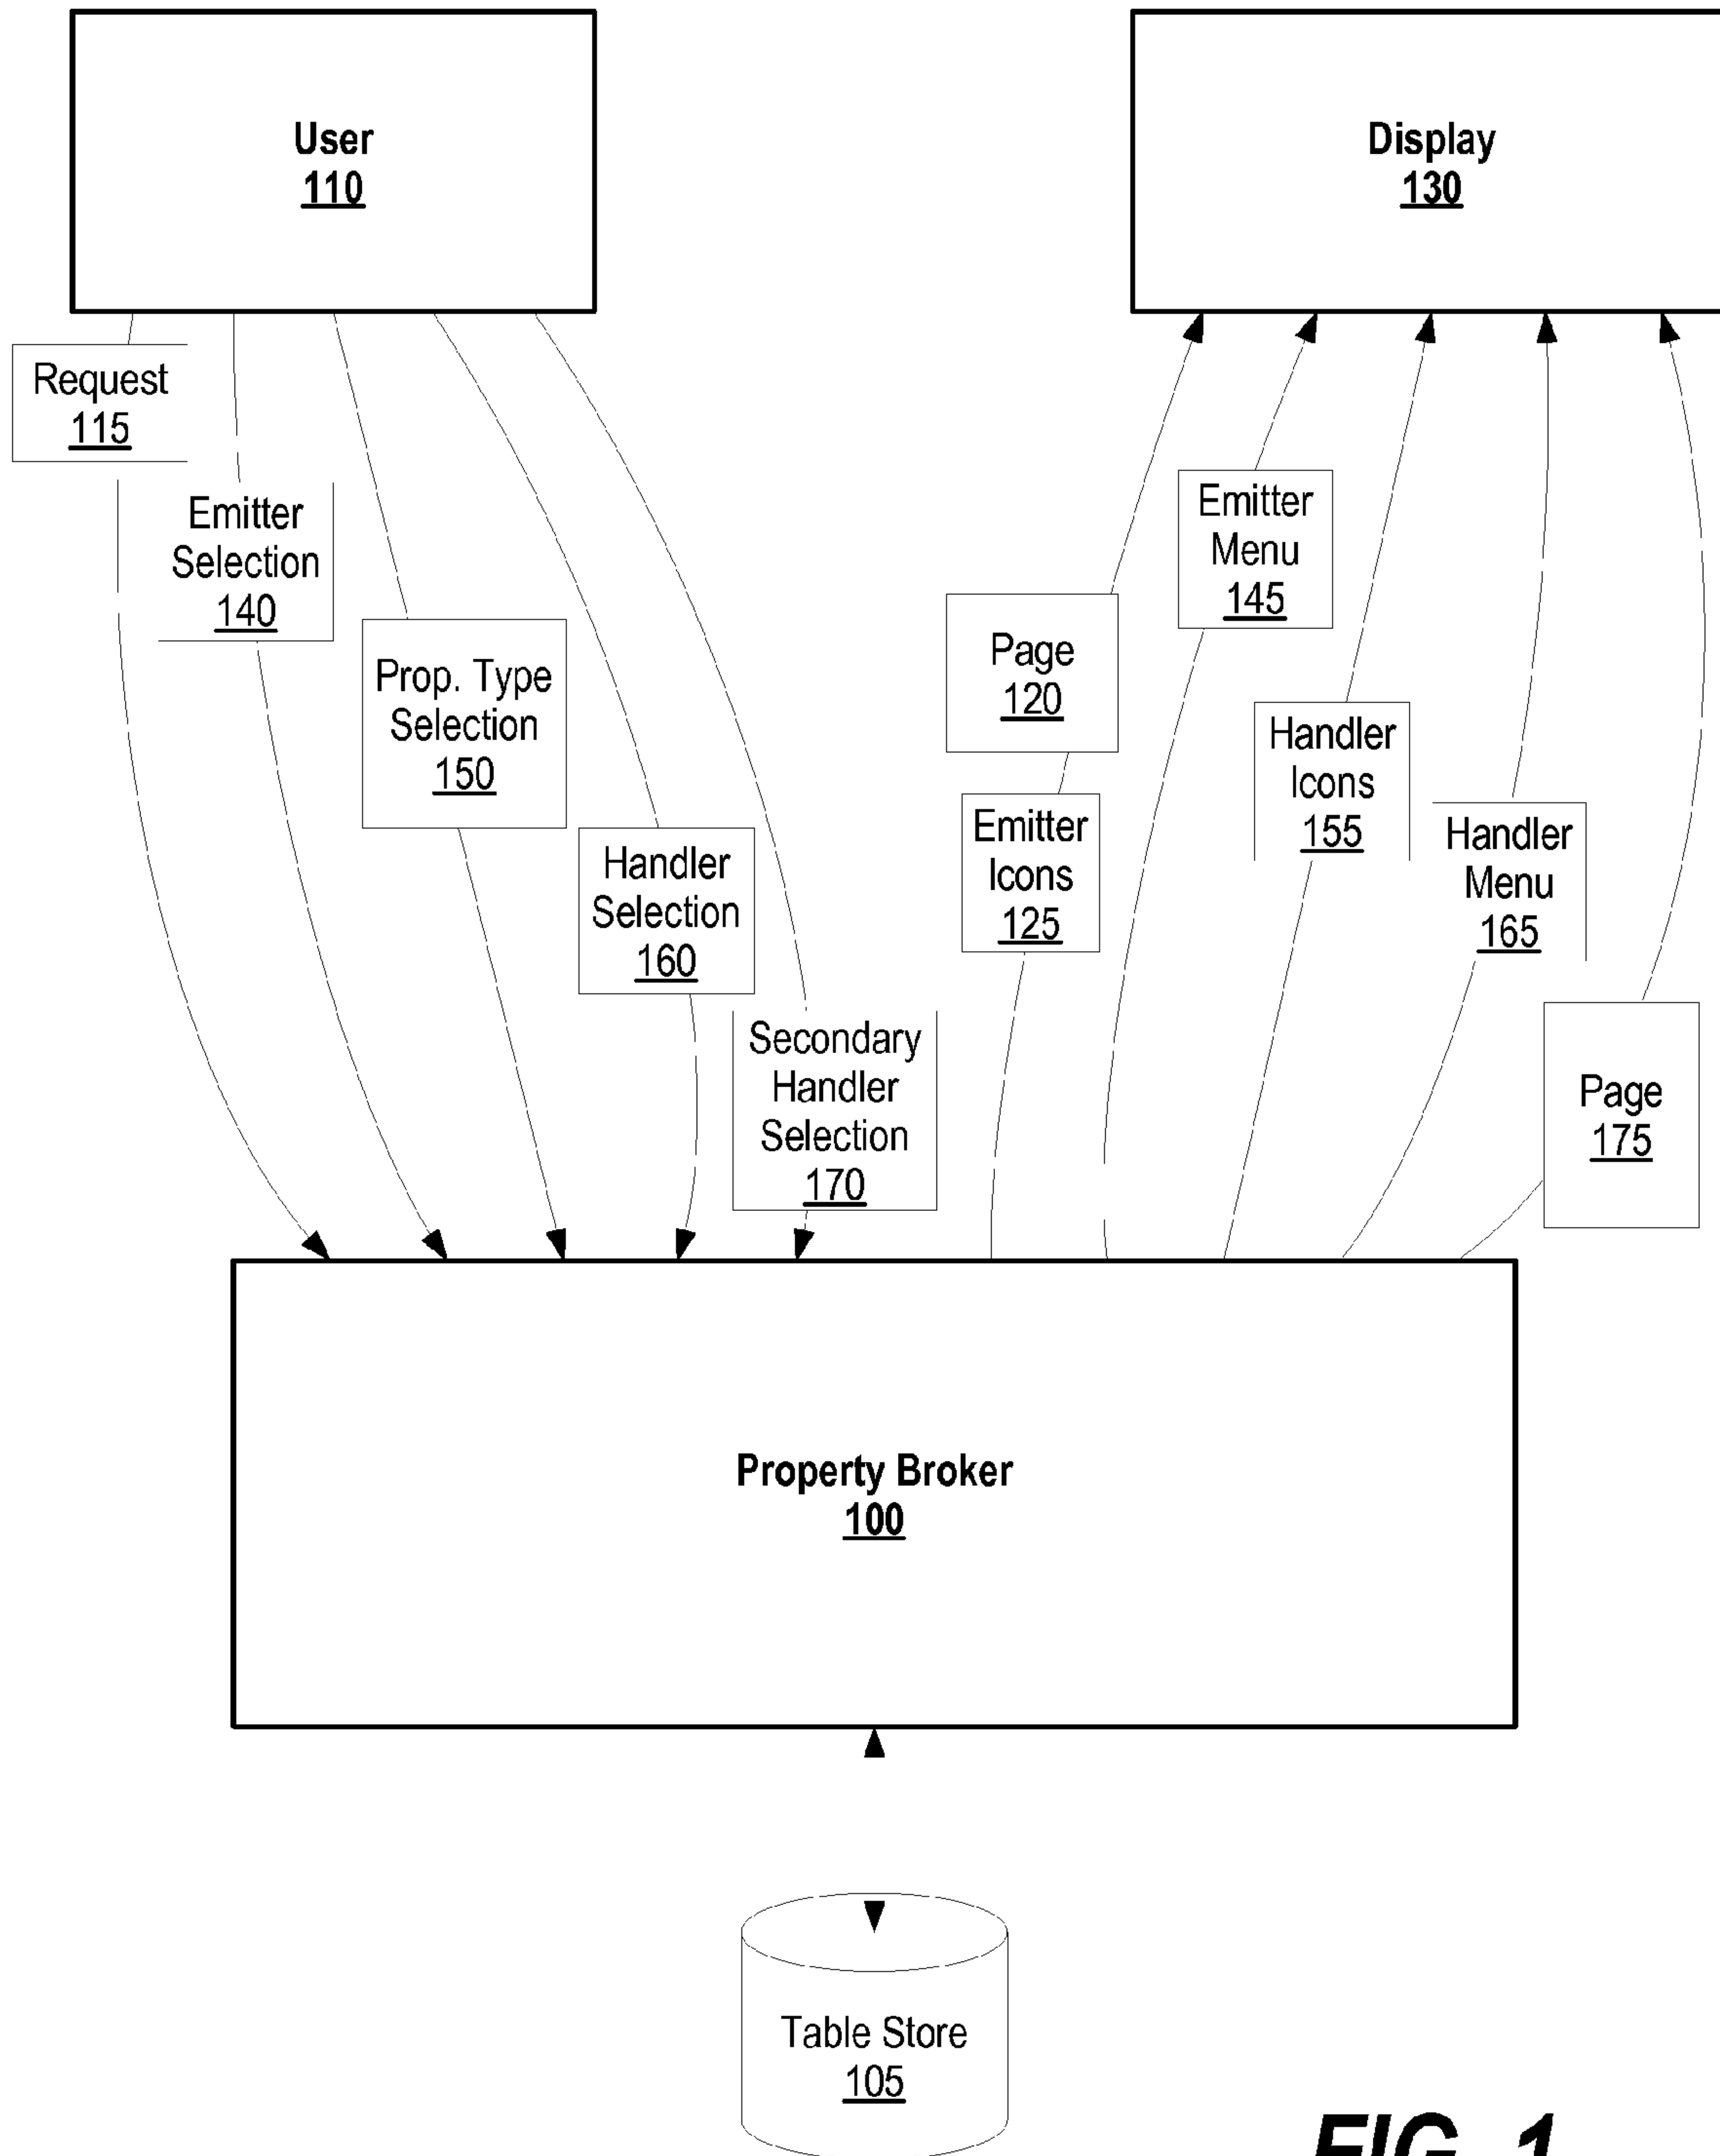 User
110
Display
130
Request
115
Emitter
Selection
140
Prop. Type
Selection
150
Handler
Selection
160
Secondary
Handler
Selection
170
Page
120
Emitter
Icons
125
Emitter
Menu
145
Handler
Icons
155
Handler
Menu
165
Page
175
Property Broker
100
Table Store
105
FIG. 1